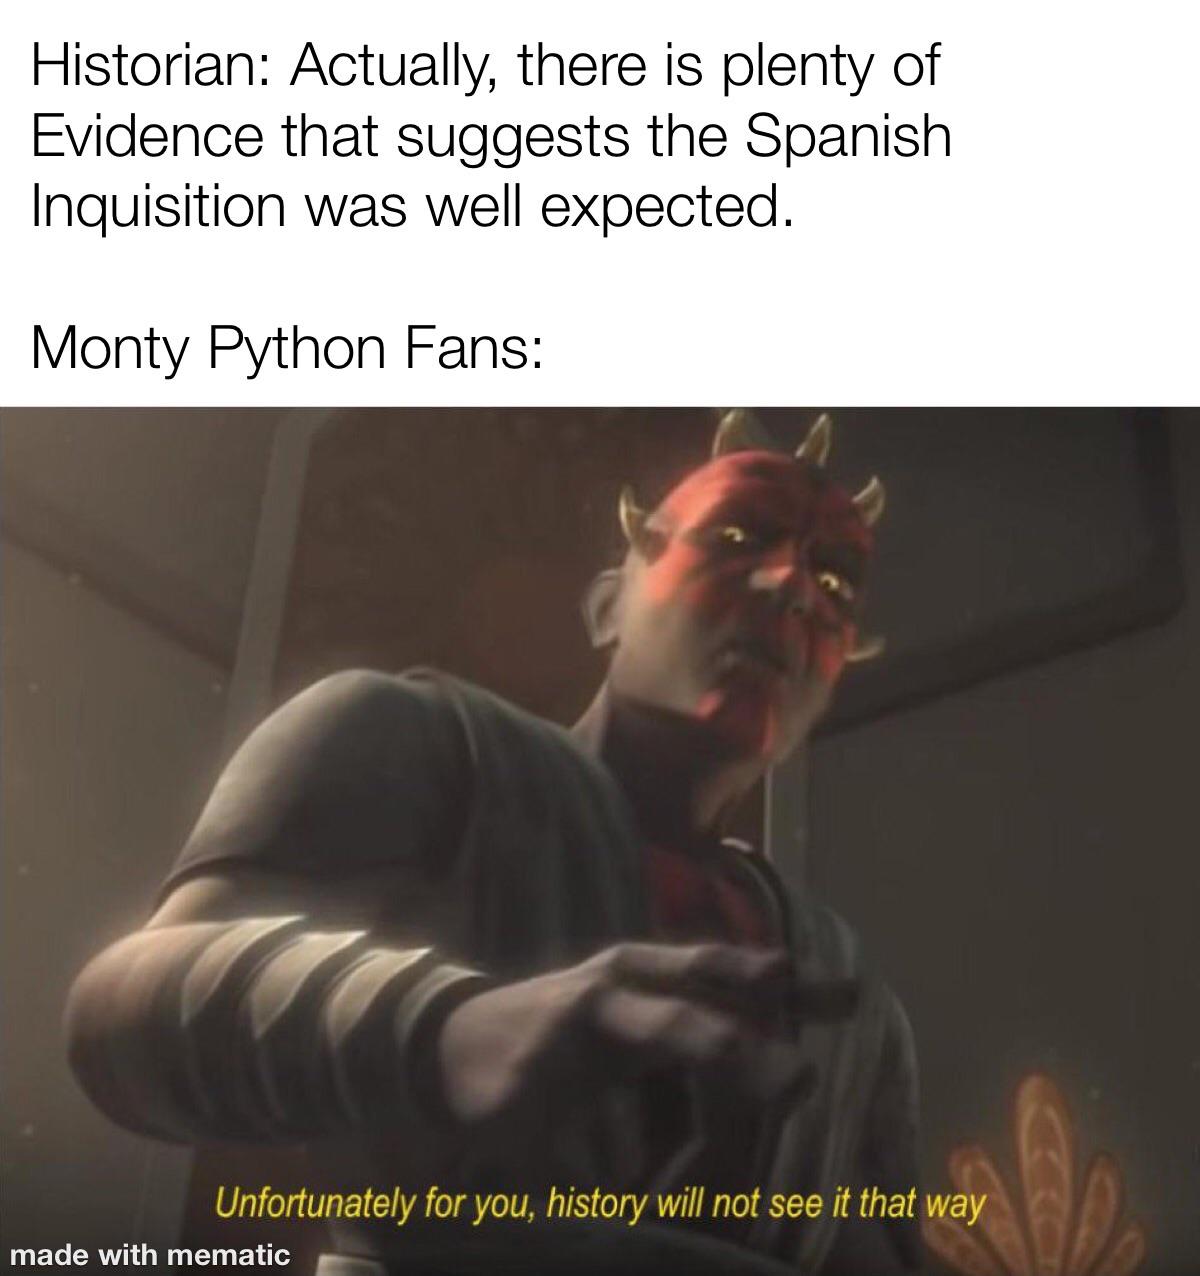 Historian: Actually, there is plenty of
Evidence that suggests the Spanish
Inquisition was well expected.
Monty Python Fans:
Unfortunately for you, history will not see it that way
made with mematic